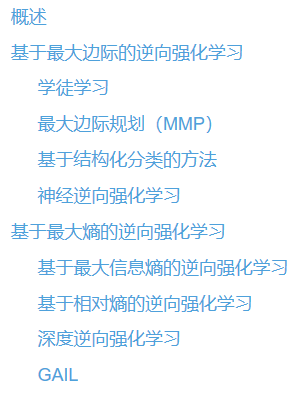 概述
基于最大边际的逆向强化学习
学徒学习
最大边际规划（MMP）
基于结构化分类的方法
神经逆向强化学习
基于最大熵的逆向强化学习
基于最大信息熵的逆向强化学习
基于相对熵的逆向强化学习
深度逆向强化学习
GAIL